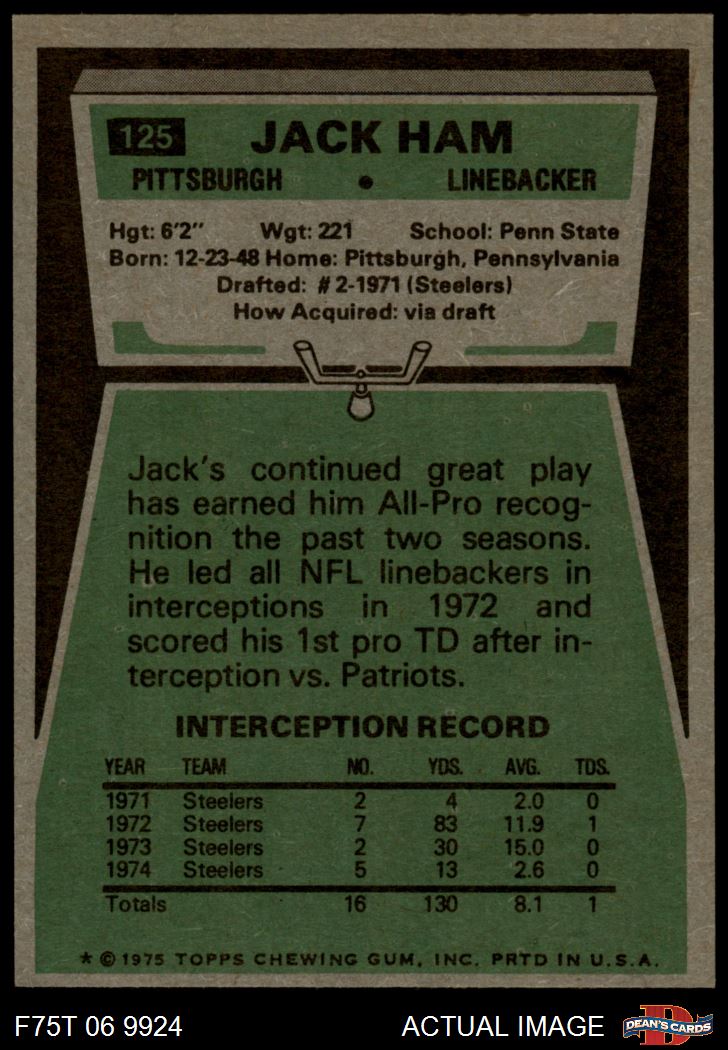 125 JACK HAM
PITTSBURGH • LINEBACKER
Hgt: 6'2" Wgt: 221 School: Penn State
Born: 12-23-48 Home: Pittsburgh, Pennsylvania
Drafted: #2-1971 (Steelers)
How Acquired: via draft
Jack's continued great play
has earned him All-Pro recog-
nition the past two seasons.
He led all NFL linebackers in
interceptions in 1972 and
scored his 1st pro TD after in-
terception vs. Patriots.
INTERCEPTION RECORD
YEAR TEAM NO. YDS. AVG. TDS.
1971 Steelers 2 4 2.0 0
1972 Steelers 7 83 11.9 1
1973 Steelers 2 30 15.0 0
1974 Steelers 5 13 2.6 0
Totals 16 130 8.1 1
* © 1975 TOPPS CHEWING GUM, INC. PRTD IN U.S.A.
F75T 06 9924 ACTUAL IMAGE D DEAN'S CARDS